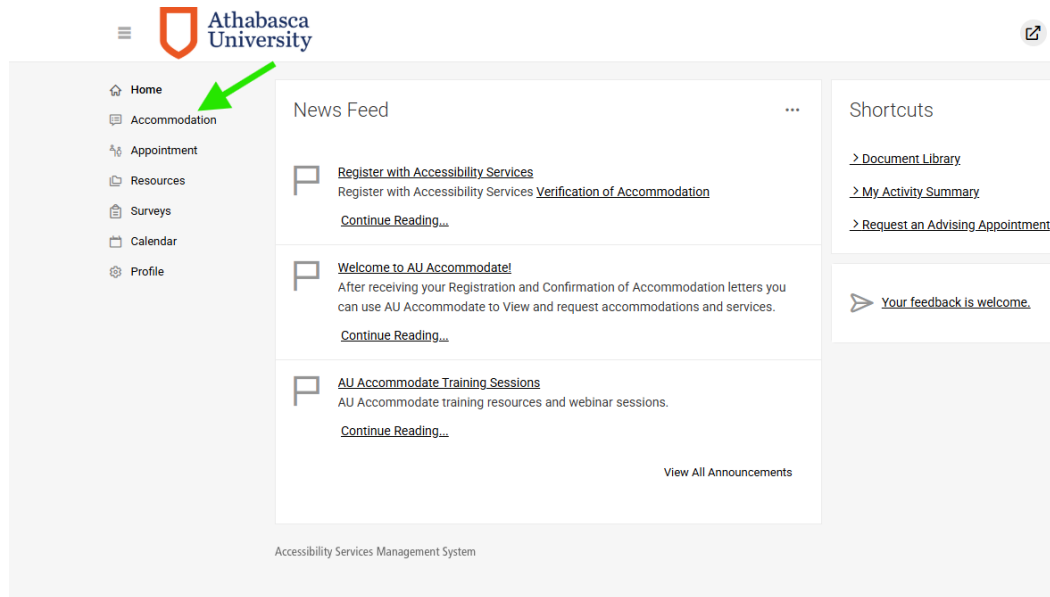 Athabasca
University
Home
Accommodation
Appointment
Resources
Surveys
Calendar
Profile
News Feed
Register with Accessibility Services
Register with Accessibility Services Verification of Accommodation
Continue Reading...
Welcome to AU Accommodate!
After receiving your Registration and Confirmation of Accommodation letters you
can use AU Accommodate to View and request accommodations and services.
Continue Reading...
AU Accommodate Training Sessions
AU Accommodate training resources and webinar sessions.
Continue Reading...
View All Announcements
Shortcuts
> Document Library
> My Activity Summary
> Request an Advising Appointment
Your feedback is welcome.
Accessibility Services Management System